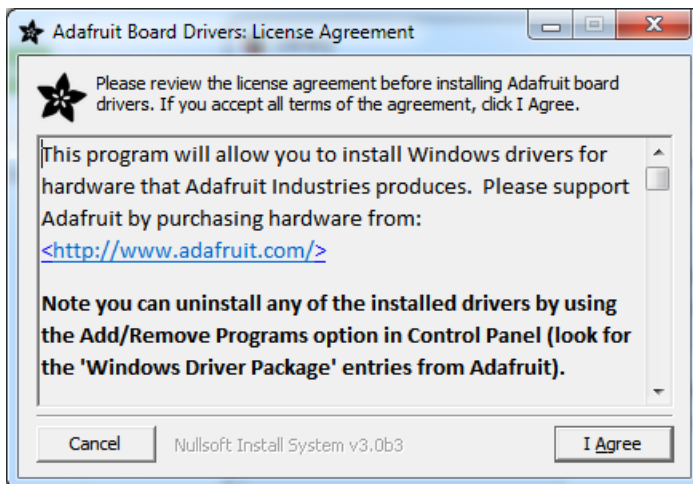 Adafruit Board Drivers: License Agreement
Please review the license agreement before installing Adafruit board
drivers. If you accept all terms of the agreement, click I Agree.
This program will allow you to install Windows drivers for
hardware that Adafruit Industries produces.  Please support
Adafruit by purchasing hardware from:
<http://www.adafruit.com/>
Note you can uninstall any of the installed drivers by using
the Add/Remove Programs option in Control Panel (look for
the 'Windows Driver Package' entries from Adafruit).
Cancel
Nullsoft Install System v3.0b3
I Agree